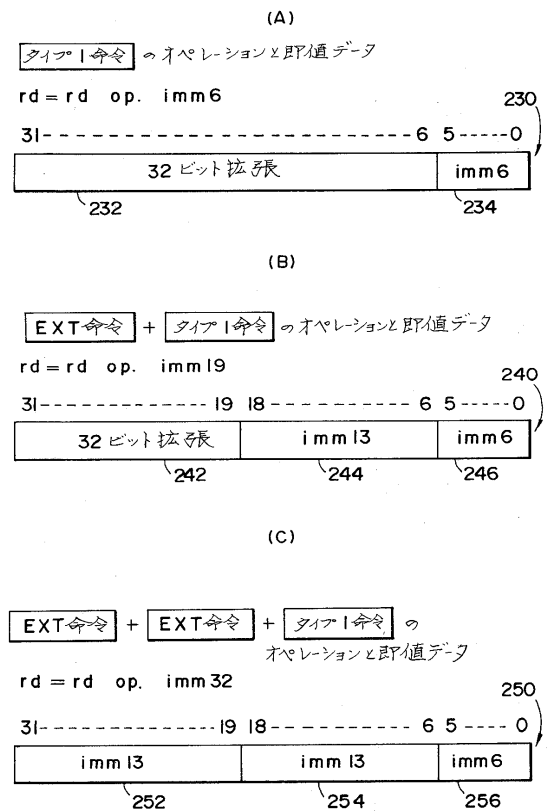 (A)
タイプ1命令 のオペレーションと即値データ
rd = rd op. imm6
230
31 6 5 0
32 ビット拡張 imm6
232 234
(B)
EXT命令 + タイプ1命令 のオペレーションと即値データ
rd = rd op. imm19
240
31 19 18 6 5 0
32 ビット拡張 imm13 imm6
242 244 246
(C)
EXT命令 + EXT命令 + タイプ1命令 の
オペレーションと即値データ
rd = rd op. imm32
250
31 19 18 6 5 0
imm13 imm13 imm6
252 254 256